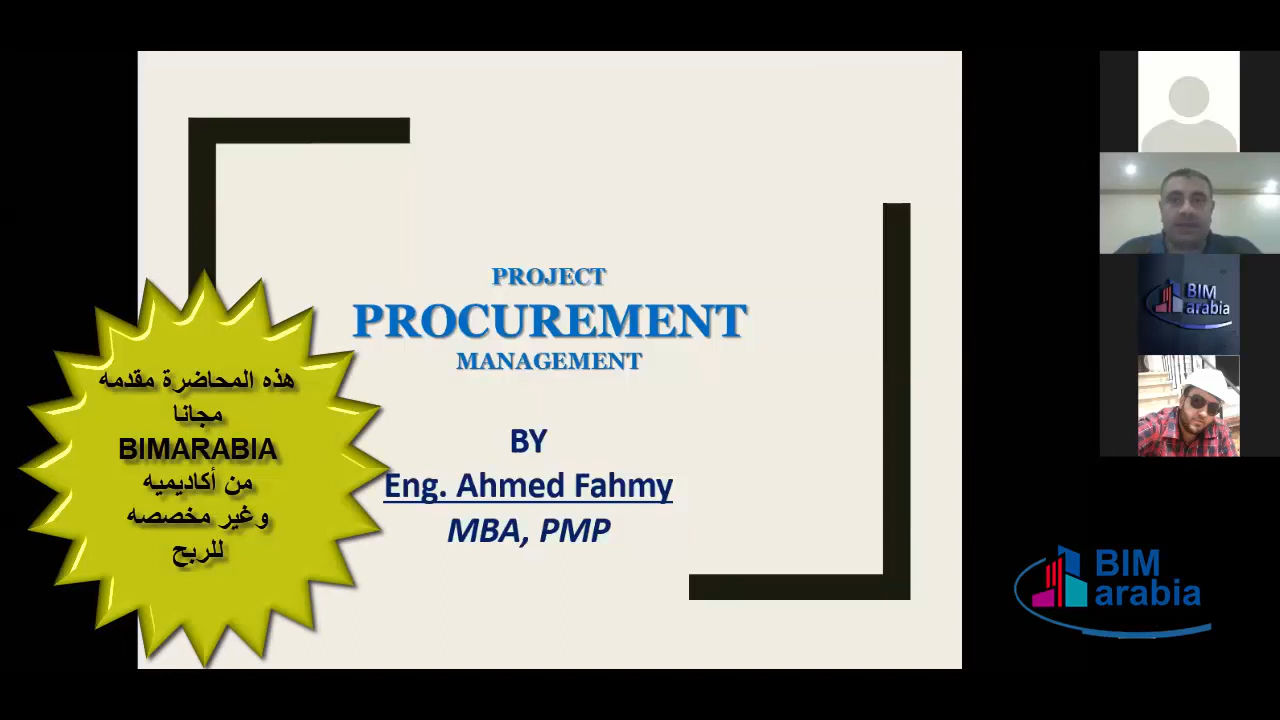 PROJECT
PROCUREMENT
MANAGEMENT
BY
Eng. Ahmed Fahmy
MBA, PMP
هذه المحاضرة مقدمه
مجانا
BIMARABIA
من أكاديميه
وغير مخصصه
للربح
BIM
arabia
BIM
arabia